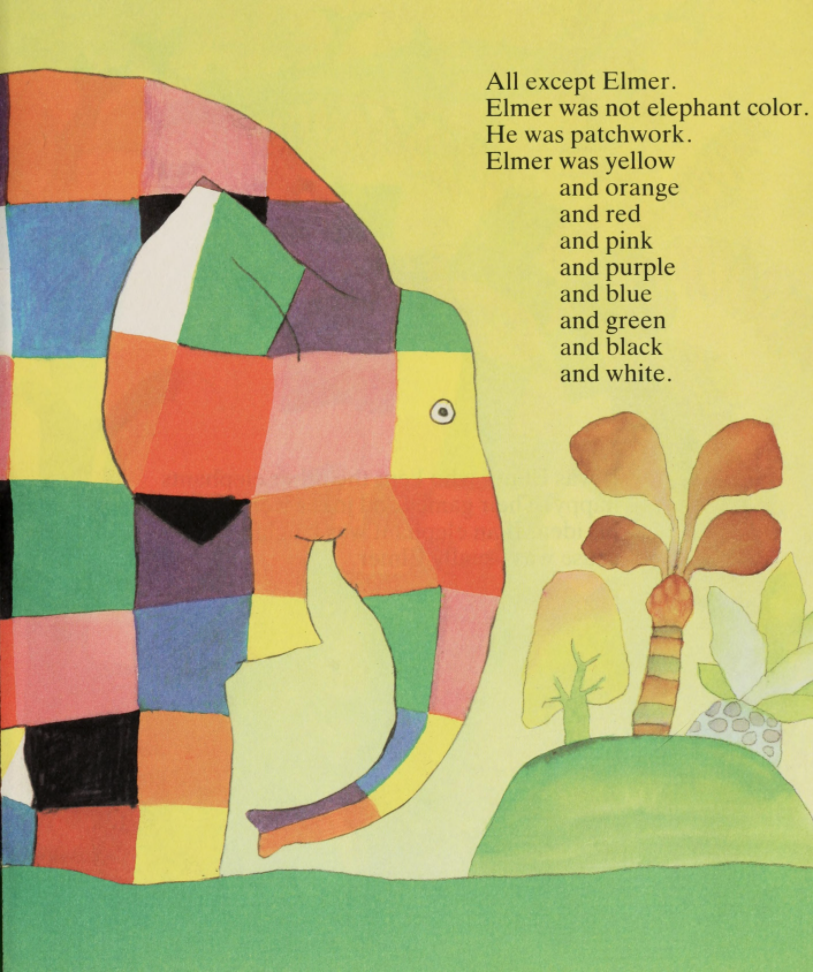 All except Elmer.
Elmer was not elephant color.
He was patchwork.
Elmer was yellow
and orange
and red
and pink
and purple
and blue
and green
and black
and white.